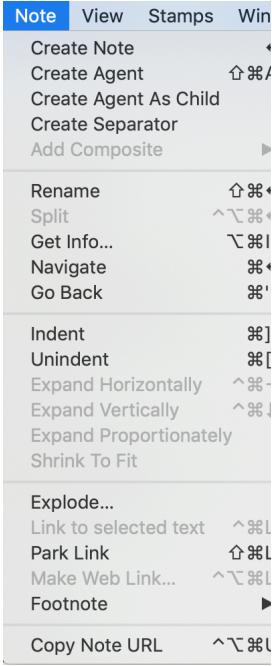 Note View Stamps Win
Create Note
Create Agent ⇧⌘A
Create Agent As Child
Create Separator
Add Composite ▶
Rename ⇧⌘
Split ^⌥⌘
Get Info... ⌥⌘I
Navigate ⌘
Go Back ⌘'
Indent ⌘]
Unindent ⌘[
Expand Horizontally ^⌘
Expand Vertically ^⌘↓
Expand Proportionately
Shrink To Fit
Explode...
Link to selected text ^⌘L
Park Link ⇧⌘L
Make Web Link... ^⌥⌘L
Footnote ▶
Copy Note URL ^⌥⌘U